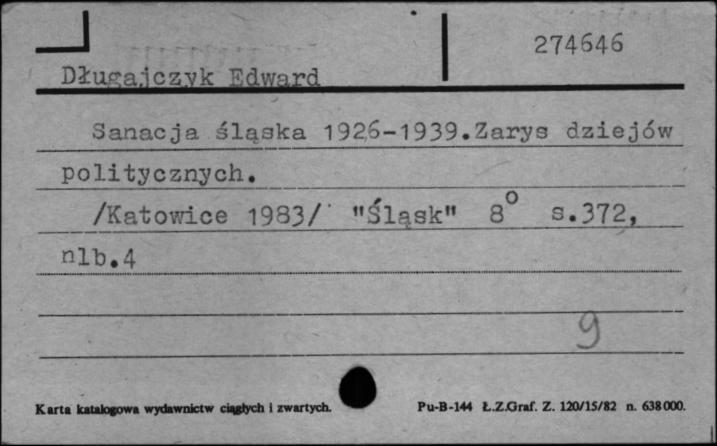 274646
Długajczyk Edward
Sanacja śląska 1926-1939.Zarys dziejów
politycznych.
/Katowice 1983/ "Śląsk" 8° s.372,
nlb.4
9
Karta katalogowa wydawnictw ciągłych i zwartych. Pu-B-144 Ł.Z.Graf. Z. 120/15/82 n. 638000.